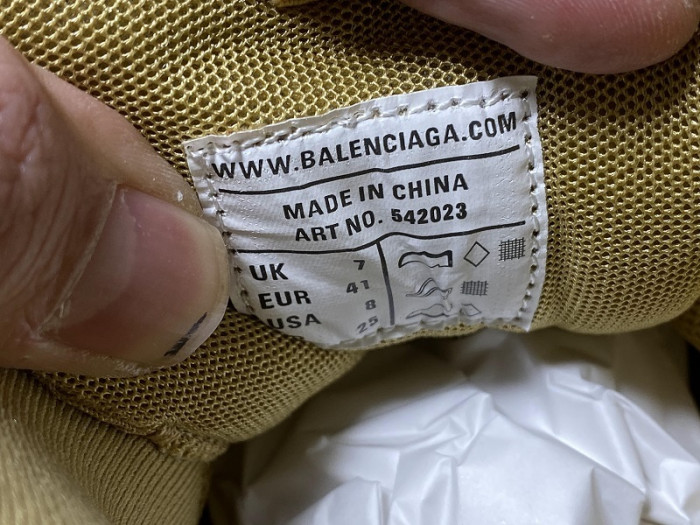 WWW.BALENCIAGA.COM
MADE IN CHINA
ART NO. 542023
UK 7
EUR 41
USA 8
25